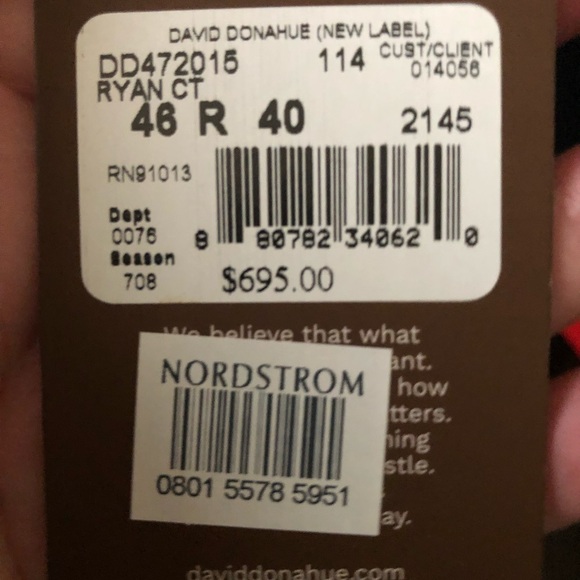 DAVID DONAHUE (NEW LABEL)
DD472015 114 CUST/CLIENT
014056
RYAN CT
46 R 40 2145
RN91013
Dept
0076
8 80782 34062 0
Season
708 $695.00
We believe that what
ant.
how
tters.
ning
stle.
ay.
NORDSTROM
0801 5578 5951
daviddonahue.com